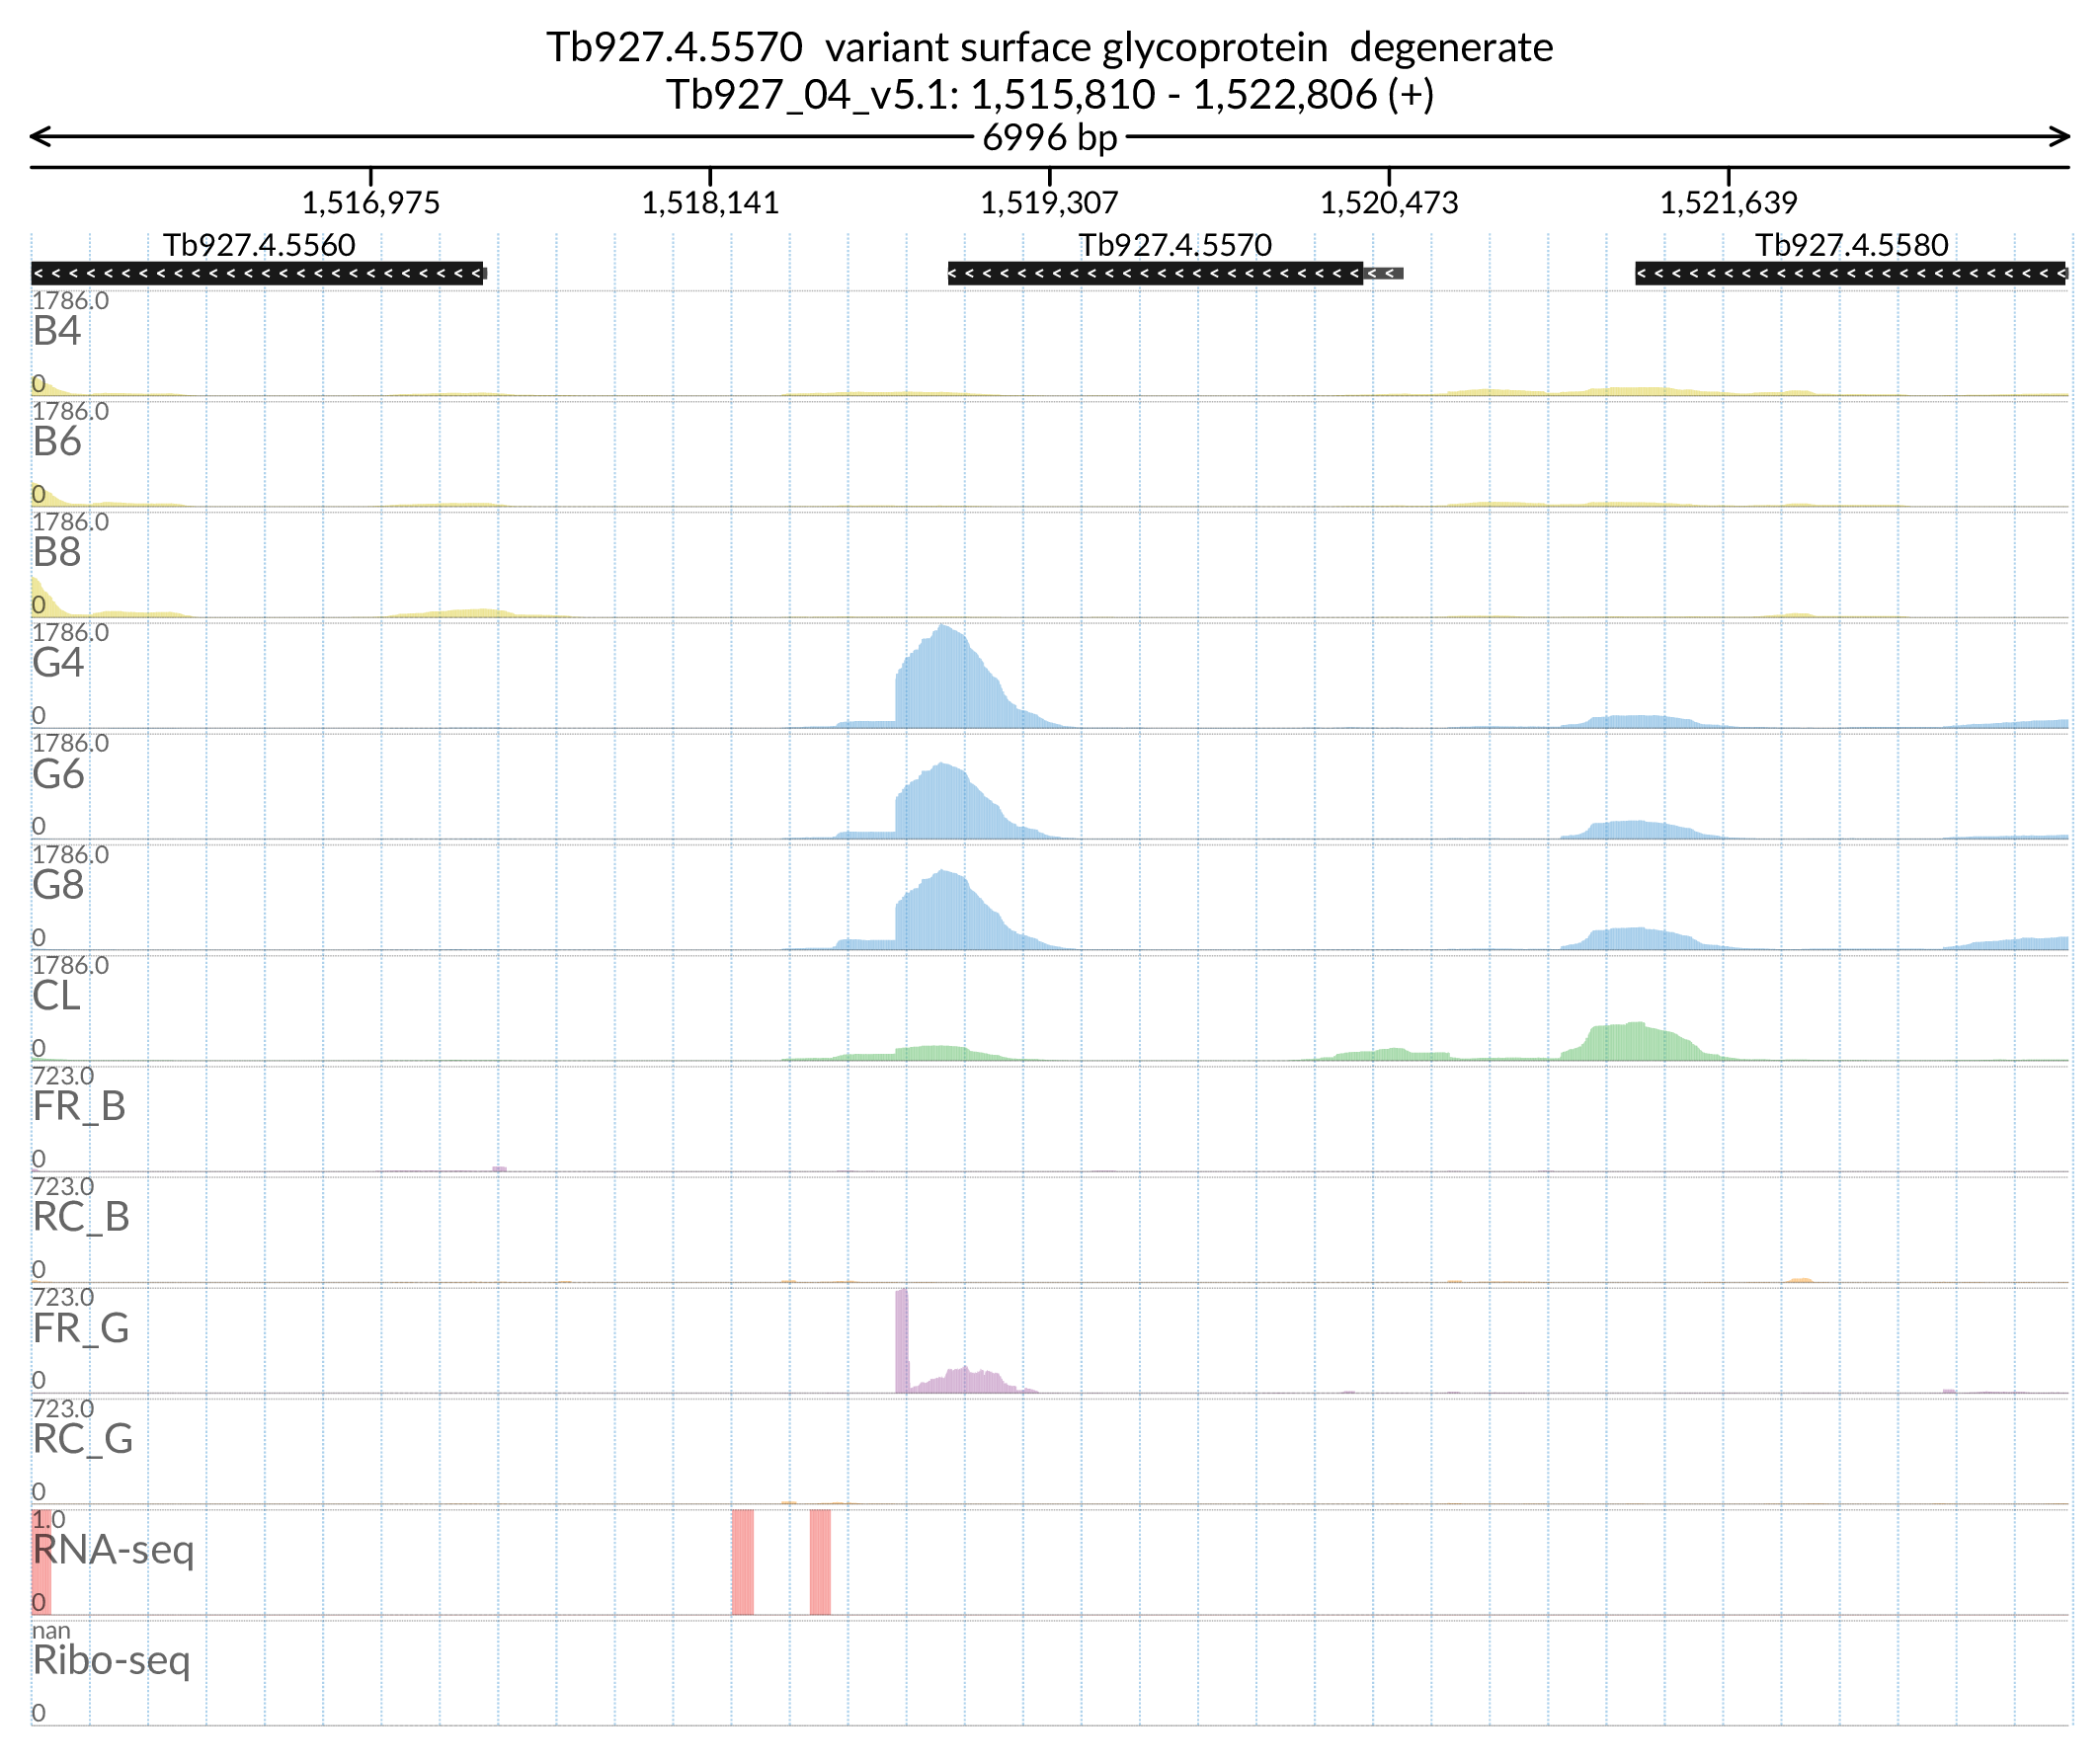 Tb927.4.5570  variant surface glycoprotein  degenerate
Tb927_04_v5.1: 1,515,810 - 1,522,806 (+)
6996 bp
1,516,975 1,518,141 1,519,307 1,520,473 1,521,639
Tb927.4.5560 Tb927.4.5570 Tb927.4.5580
1786.0
B4
0
1786.0
B6
0
1786.0
B8
0
1786.0
G4
0
1786.0
G6
0
1786.0
G8
0
1786.0
CL
0
723.0
FR_B
0
723.0
RC_B
0
723.0
FR_G
0
723.0
RC_G
0
1.0
RNA-seq
0
nan
Ribo-seq
0